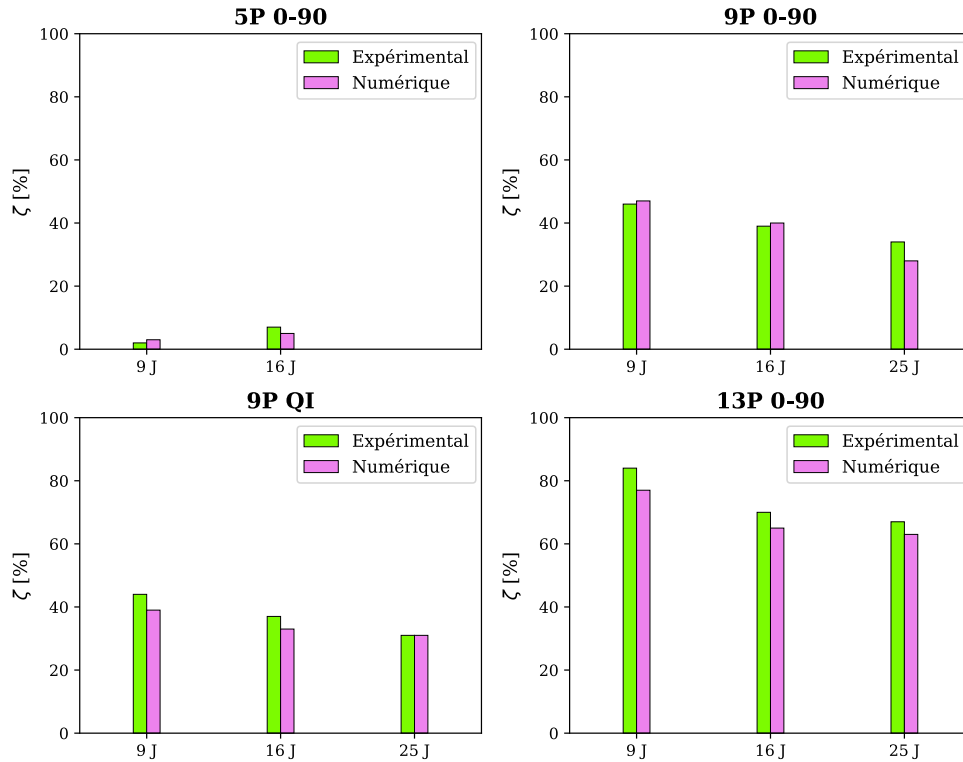 5P 0-90
100
80
60
40
20
0
ζ [%]
9 J
16 J
Expérimental
Numérique
9P 0-90
100
80
60
40
20
0
ζ [%]
9 J
16 J
25 J
Expérimental
Numérique
9P QI
100
80
60
40
20
0
ζ [%]
9 J
16 J
25 J
Expérimental
Numérique
13P 0-90
100
80
60
40
20
0
ζ [%]
9 J
16 J
25 J
Expérimental
Numérique